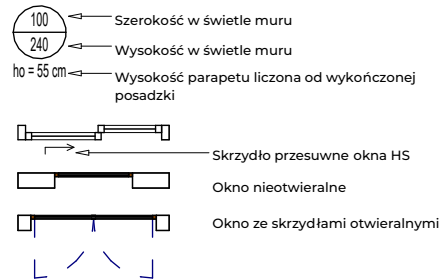 100
Szerokość w świetle muru
240
Wysokość w świetle muru
ho = 55 cm
Wysokość parapetu liczona od wykończonej
posadzki
Skrzydło przesuwne okna HS
Okno nieotwieralne
Okno ze skrzydłami otwieralnymi